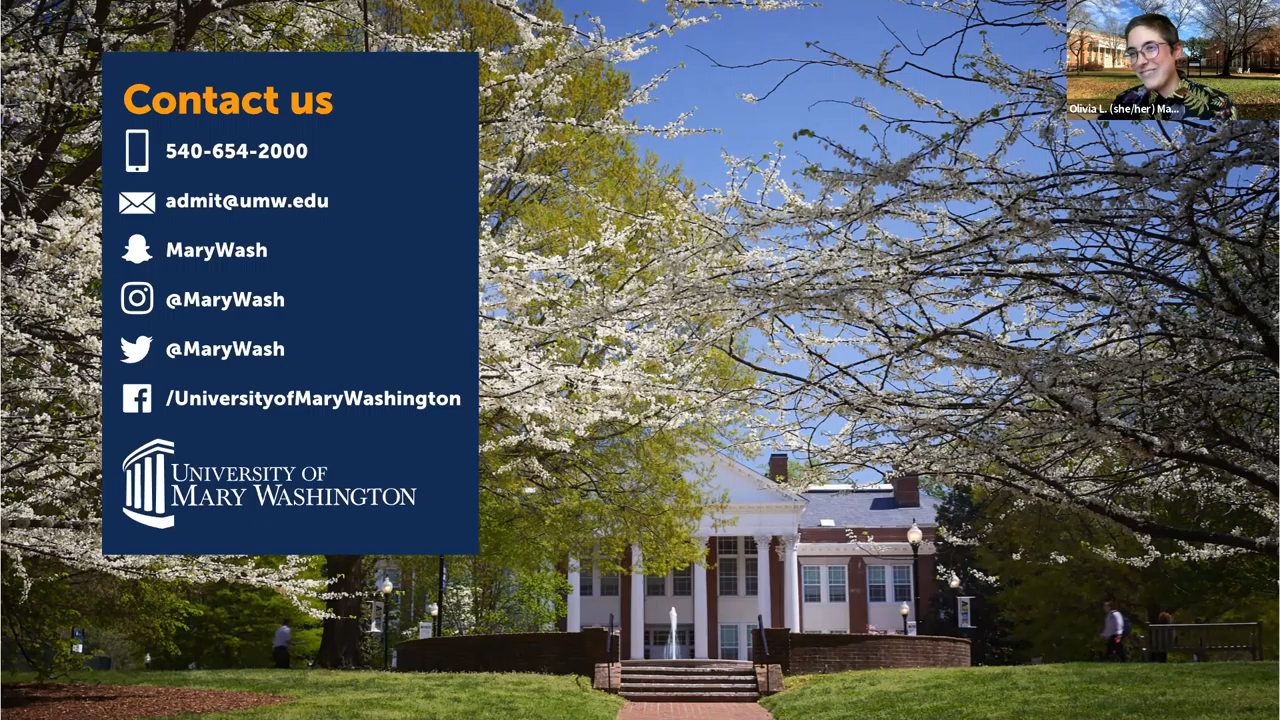 Contact us
540-654-2000
admit@umw.edu
MaryWash
@MaryWash
@MaryWash
/UniversityofMaryWashington
UNIVERSITY OF
MARY WASHINGTON
Olivia L. (she/her) Ma...